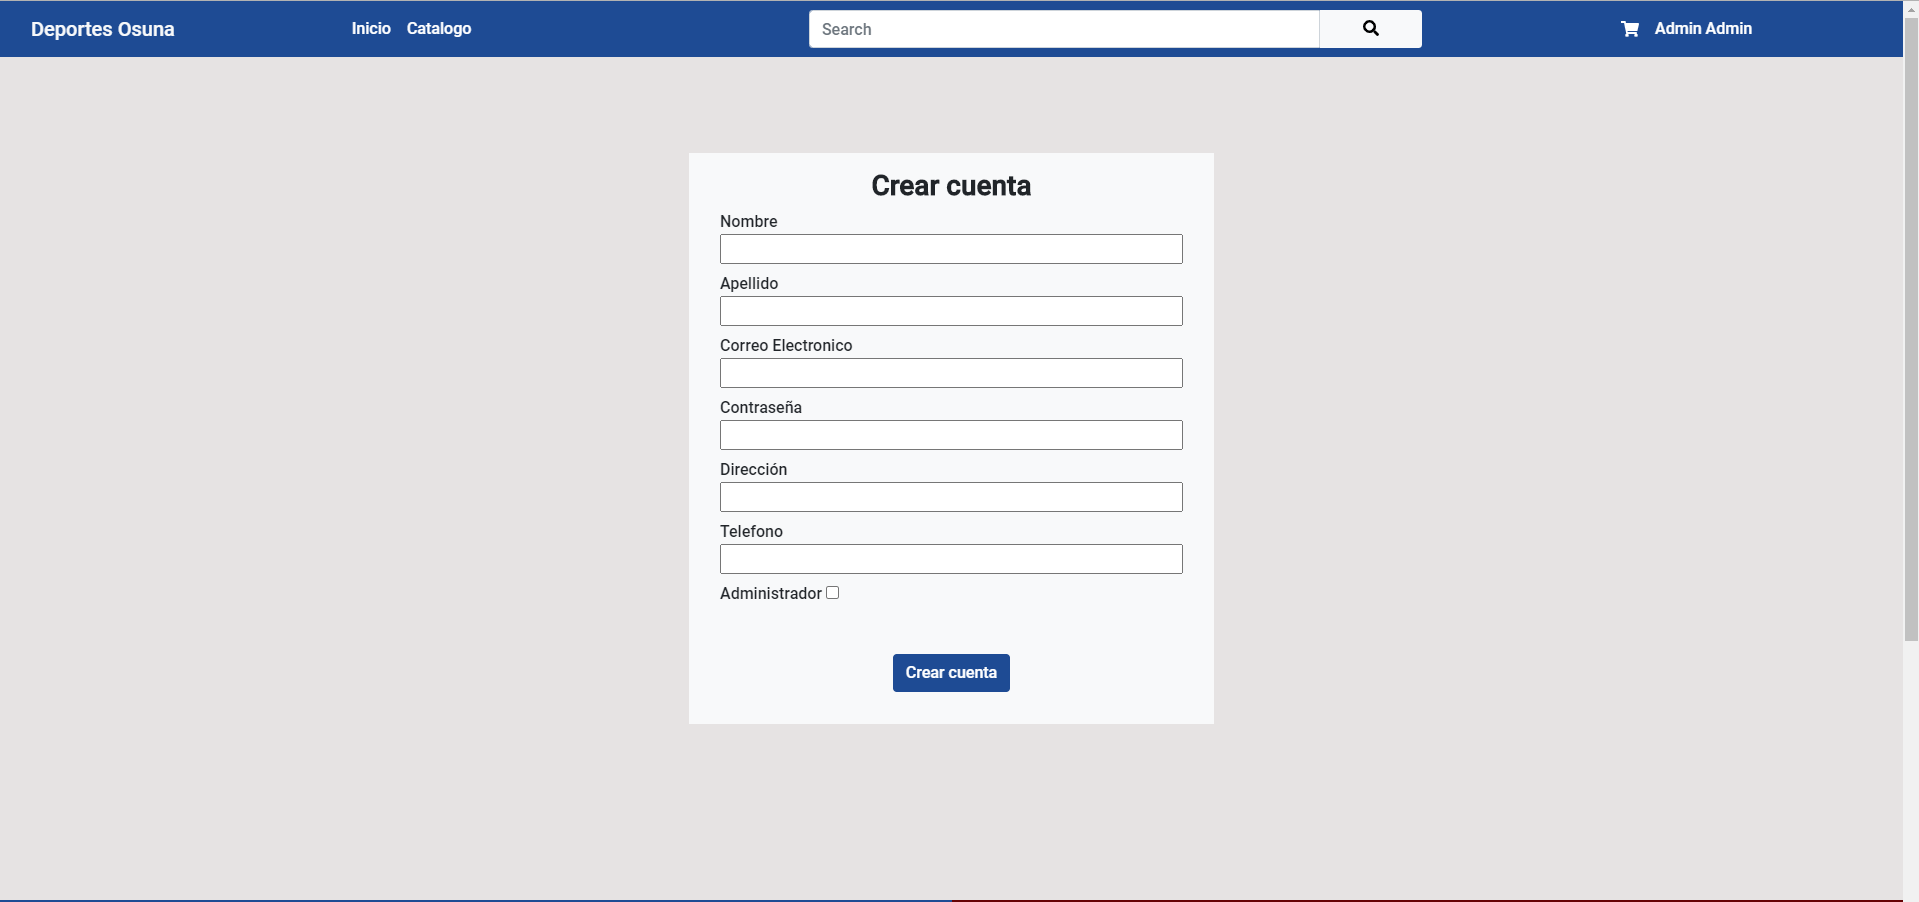 Deportes Osuna Inicio Catalogo Search Admin Admin
Crear cuenta
Nombre
Apellido
Correo Electronico
Contraseña
Dirección
Telefono
Administrador
Crear cuenta